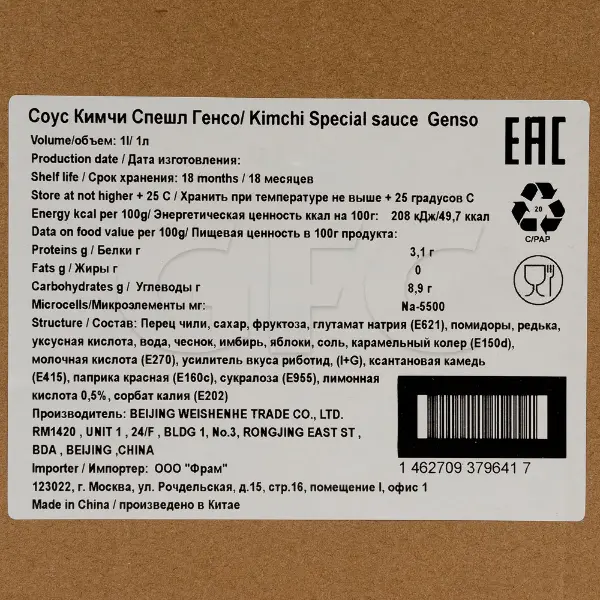 Соус Кимчи Спешл Генсо/ Kimchi Special sauce Genso
Volume/объем: 1l/ 1л
Production date / Дата изготовления:
Shelf life / Срок хранения: 18 months / 18 месяцев
Store at not higher + 25 C / Хранить при температуре не выше + 25 градусов С
Energy kcal per 100g/ Энергетическая ценность ккал на 100г: 208 кДж/49,7 ккал
Data on food value per 100g/ Пищевая ценность в 100г продукта:
Proteins g / Белки г 3,1 г
Fats g / Жиры г 0
Carbohydrates g / Углеводы г 8,9 г
Microcells/Микроэлементы мг: Na-5500
Structure / Состав: Перец чили, сахар, фруктоза, глутамат натрия (Е621), помидоры, редька,
уксусная кислота, вода, чеснок, имбирь, яблоки, соль, карамельный колер (E150d),
молочная кислота (Е270), усилитель вкуса риботид, (I+G), ксантановая камедь
(Е415), паприка красная (Е160с), сукралоза (Е955), лимонная
кислота 0,5%, сорбат калия (Е202)
Производитель: BEIJING WEISHENHE TRADE CO., LTD.
RM1420 , UNIT 1 , 24/F , BLDG 1, No.3, RONGJING EAST ST ,
BDA , BEIJING ,CHINA
Importer / Импортер: ООО "Фрам"
123022, г. Москва, ул. Рочдельская, д.15, стр.16, помещение I, офис 1
Made in China / произведено в Китае
EAC
20
C/PAP
1 462709 379641 7
GFC